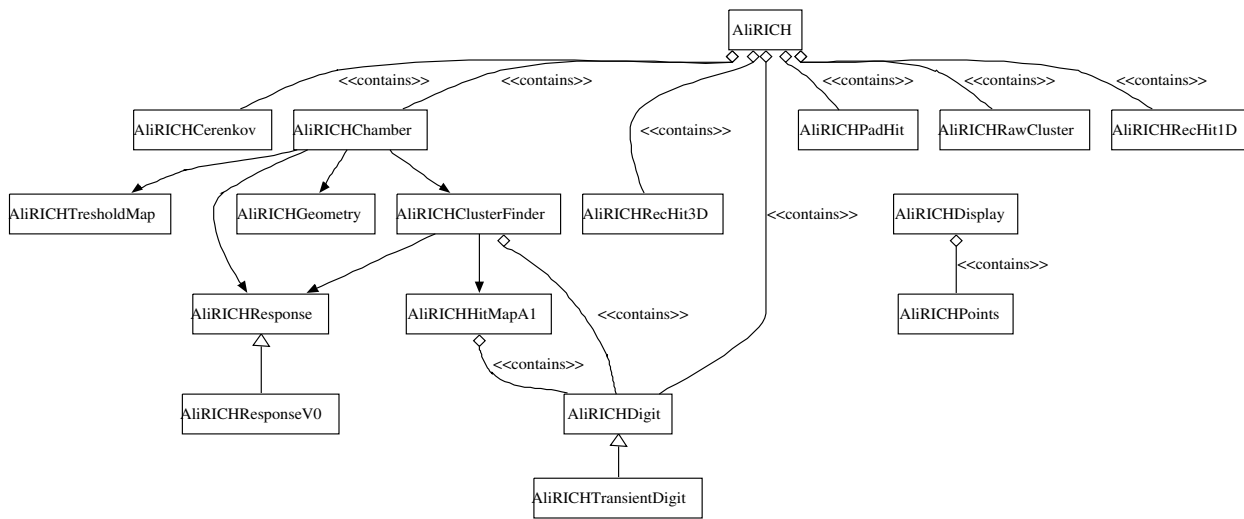 AliRICH
<<contains>>
<<contains>>
<<contains>>
<<contains>>
<<contains>>
AliRICHCerenkov
AliRICHChamber
<<contains>>
AliRICHPadHit
AliRICHRawCluster
AliRICHRecHit1D
AliRICHTresholdMap
AliRICHGeometry
AliRICHClusterFinder
AliRICHRecHit3D
<<contains>>
AliRICHDisplay
<<contains>>
AliRICHResponse
AliRICHHitMapA1
<<contains>>
AliRICHPoints
<<contains>>
AliRICHResponseV0
AliRICHDigit
AliRICHTransientDigit